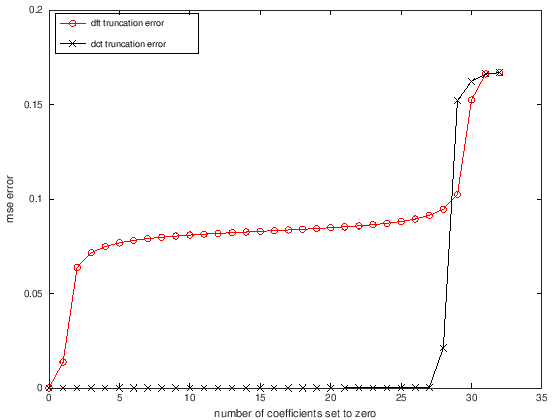 0.2
dft truncation error
dct truncation error
0.15
0.1
mse error
0.05
0
0 5 10 15 20 25 30 35
number of coefficients set to zero